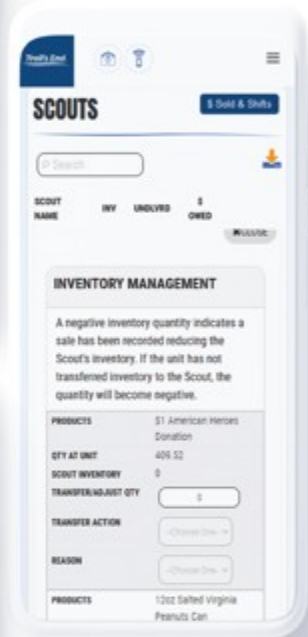 Trail's End
SCOUTS
$ Sold & Shifts
Search
SCOUT NAME INV UNDLVRD $ OWED
INVENTORY MANAGEMENT
A negative inventory quantity indicates a
sale has been recorded reducing the
Scout's inventory. If the unit has not
transferred inventory to the Scout, the
quantity will become negative.
PRODUCTS $1 American Heroes
Donation
QTY AT UNIT 409.52
SCOUT INVENTORY 0
TRANSFER/ADJUST QTY 0
TRANSFER ACTION -Choose One-
REASON -Choose One-
PRODUCTS 12oz Salted Virginia
Peanuts Can